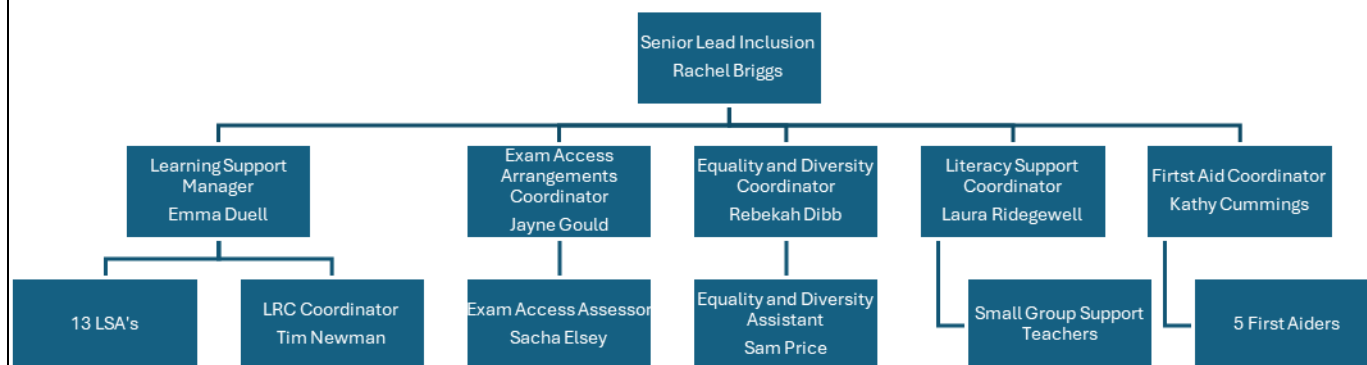 Senior Lead Inclusion
Rachel Briggs
Learning Support
Manager
Emma Duell
Exam Access
Arrangements
Coordinator
Jayne Gould
Equality and Diversity
Coordinator
Rebekah Dibb
Literacy Support
Coordinator
Laura Ridegewell
Firtst Aid Coordinator
Kathy Cummings
13 LSA's
LRC Coordinator
Tim Newman
Exam Access Assessor
Sacha Elsey
Equality and Diversity
Assistant
Sam Price
Small Group Support
Teachers
5 First Aiders